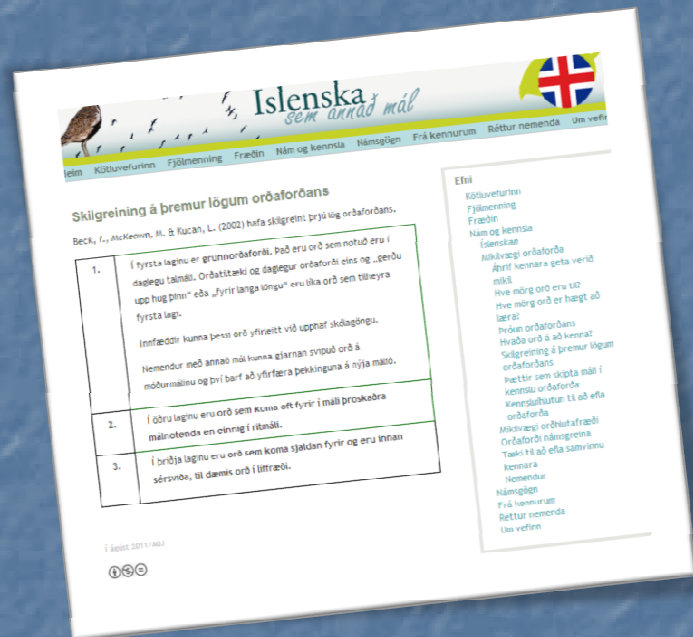 Íslenska
sem annað mál
Heim Kötluvefurinn Fjölmenning Fræðin Nám og kennsla Námsgögn Frá kennurum Réttur nemenda Um vefinn
Skilgreining á þremur lögum orðaforðans
Beck, I., McKeown, M. & Kucan, L. (2002) hafa skilgreint þrjú lög orðaforðans.
1. Í fyrsta laginu er grunnorðaforði. Það eru orð sem notuð eru í
daglegu talmáli. Orðatiltæki og daglegur orðaforði eins og „gerðu
upp hug þinn“ eða „fyrir langa löngu“ eru líka orð sem tilheyra
fyrsta lagi.
Innfæddir kunna þessi orð yfirleitt við upphaf skólagöngu.
Nemendur með annað mál kunna gjarnan svipuð orð á
móðurmálinu og því þarf að yfirfæra þekkinguna á nýja málið.
2. Í öðru laginu eru orð sem koma oft fyrir í máli þroskaðra
málnotenda en einnig í ritmáli.
3. Í þriðja laginu eru orð sem koma sjaldan fyrir og eru innan
sérsviða, til dæmis orð í líffræði.
Í ágúst 2011/
Efni
Kötluvefurinn
Fjölmenning
Fræðin
Nám og kennsla
Íslenskan
Mikilvægi orðaforða
Áhrif kennara geta verið
mikil
Hve mörg orð eru til?
Hve mörg orð er hægt að
læra?
Þróun orðaforðans
Hvaða orð á að kenna?
Skilgreining á þremur lögum
orðaforðans
Þættir sem skipta máli í
kennslu orðaforða
Kennsluíhlutur til að efla
orðaforða
Mikilvægi orðhlutafræði
Orðaforði námsgreina
Tæki til að efla samvinnu
Kennara
Nemendur
Námsgögn
Frá kennurum
Réttur nemenda
Um vefinn